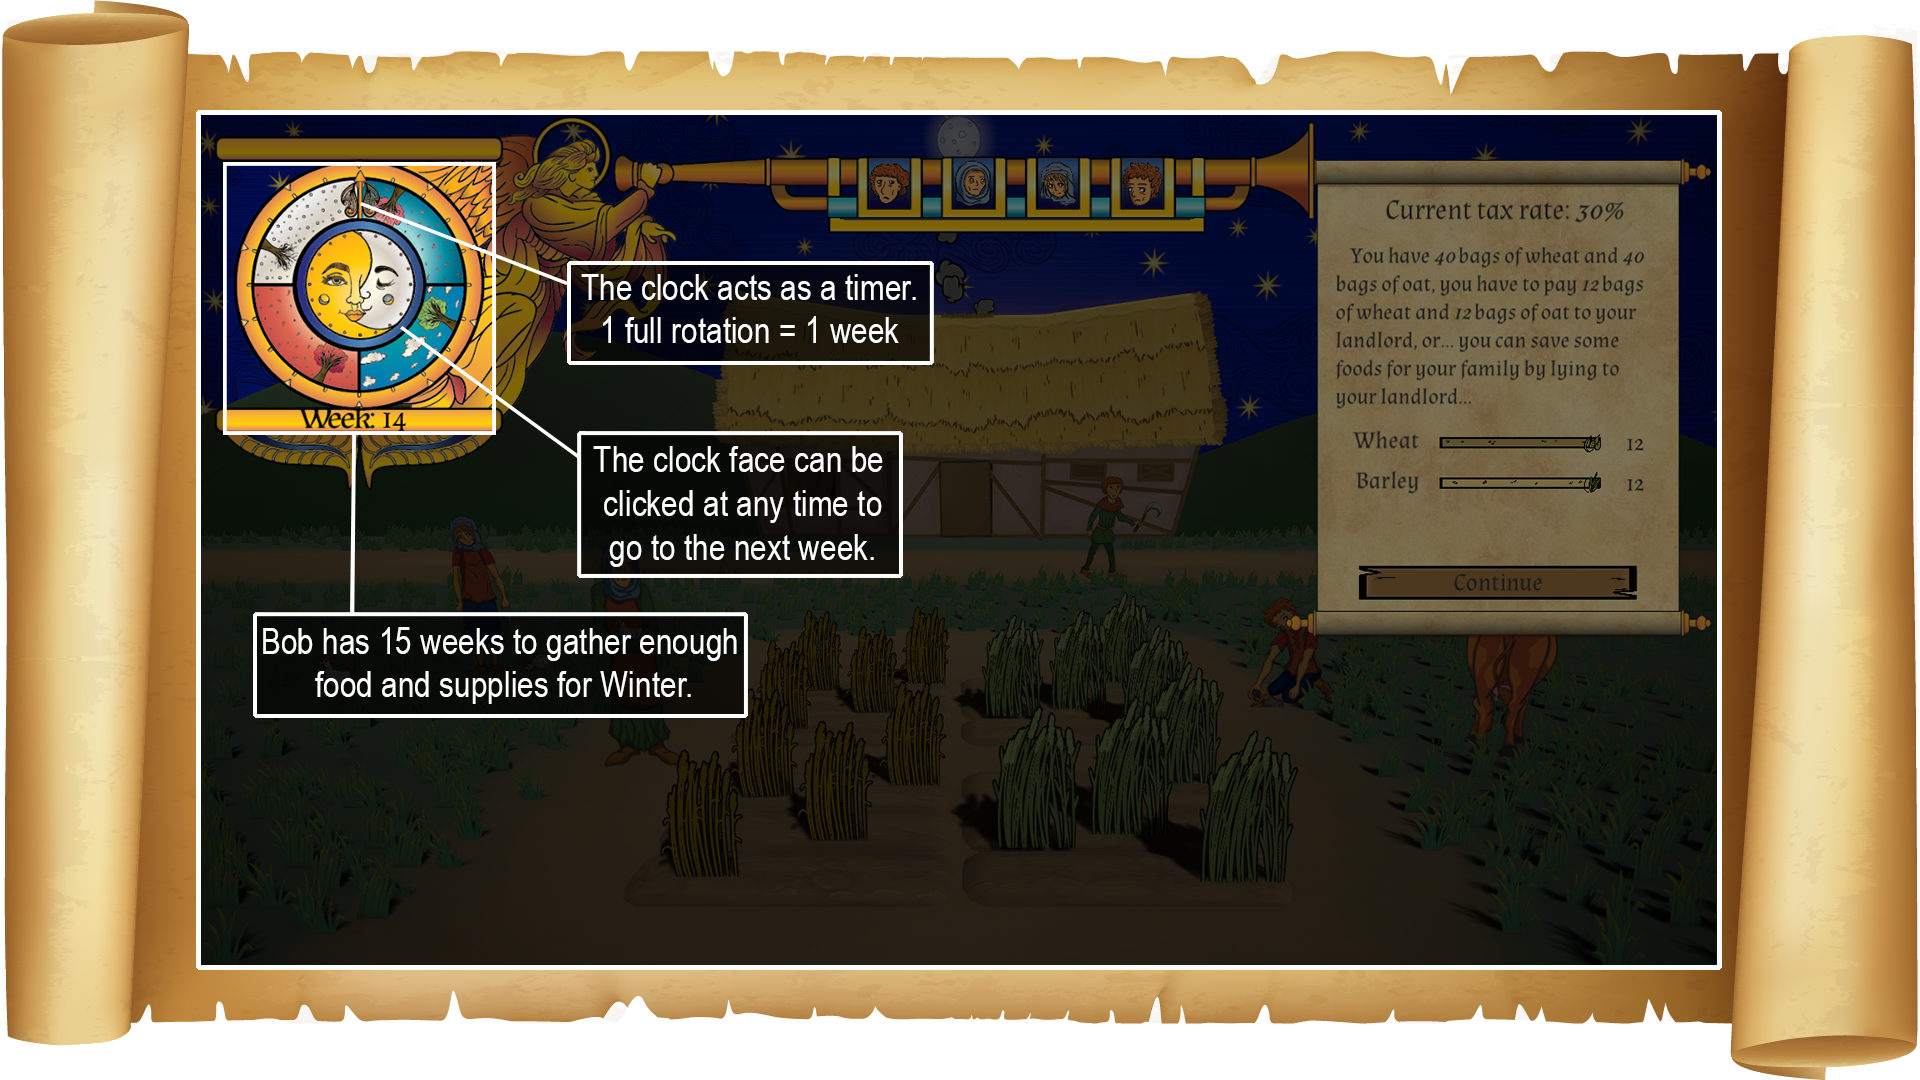 Week: 14
The clock acts as a timer.
1 full rotation = 1 week
The clock face can be
clicked at any time to
go to the next week.
Bob has 15 weeks to gather enough
food and supplies for Winter.
Current tax rate: 30%
You have 40 bags of wheat and 40
bags of oat, you have to pay 12 bags
of wheat and 12 bags of oat to your
landlord, or... you can save some
foods for your family by lying to
your landlord...
Wheat 12
Barley 12
Continue